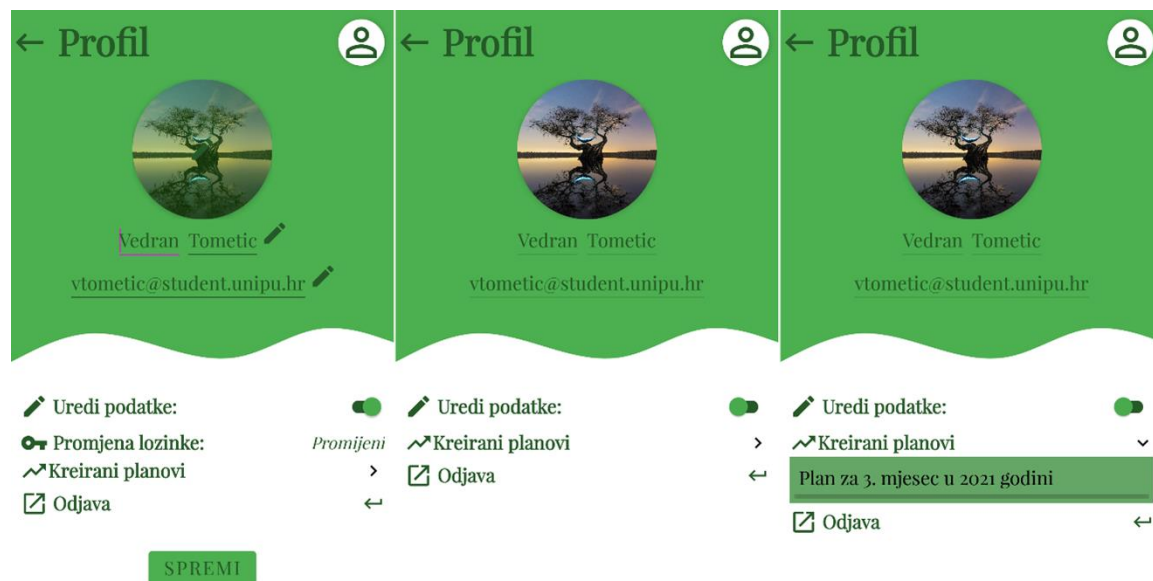 Profil
Vedran Tometic
vtometic@student.unipu.hr
Uredi podatke:
Promjena lozinke: Promijeni
Kreirani planovi
Odjava
SPREMI
Profil
Vedran Tometic
vtometic@student.unipu.hr
Uredi podatke:
Kreirani planovi
Odjava
Profil
Vedran Tometic
vtometic@student.unipu.hr
Uredi podatke:
Kreirani planovi
Plan za 3. mjesec u 2021 godini
Odjava